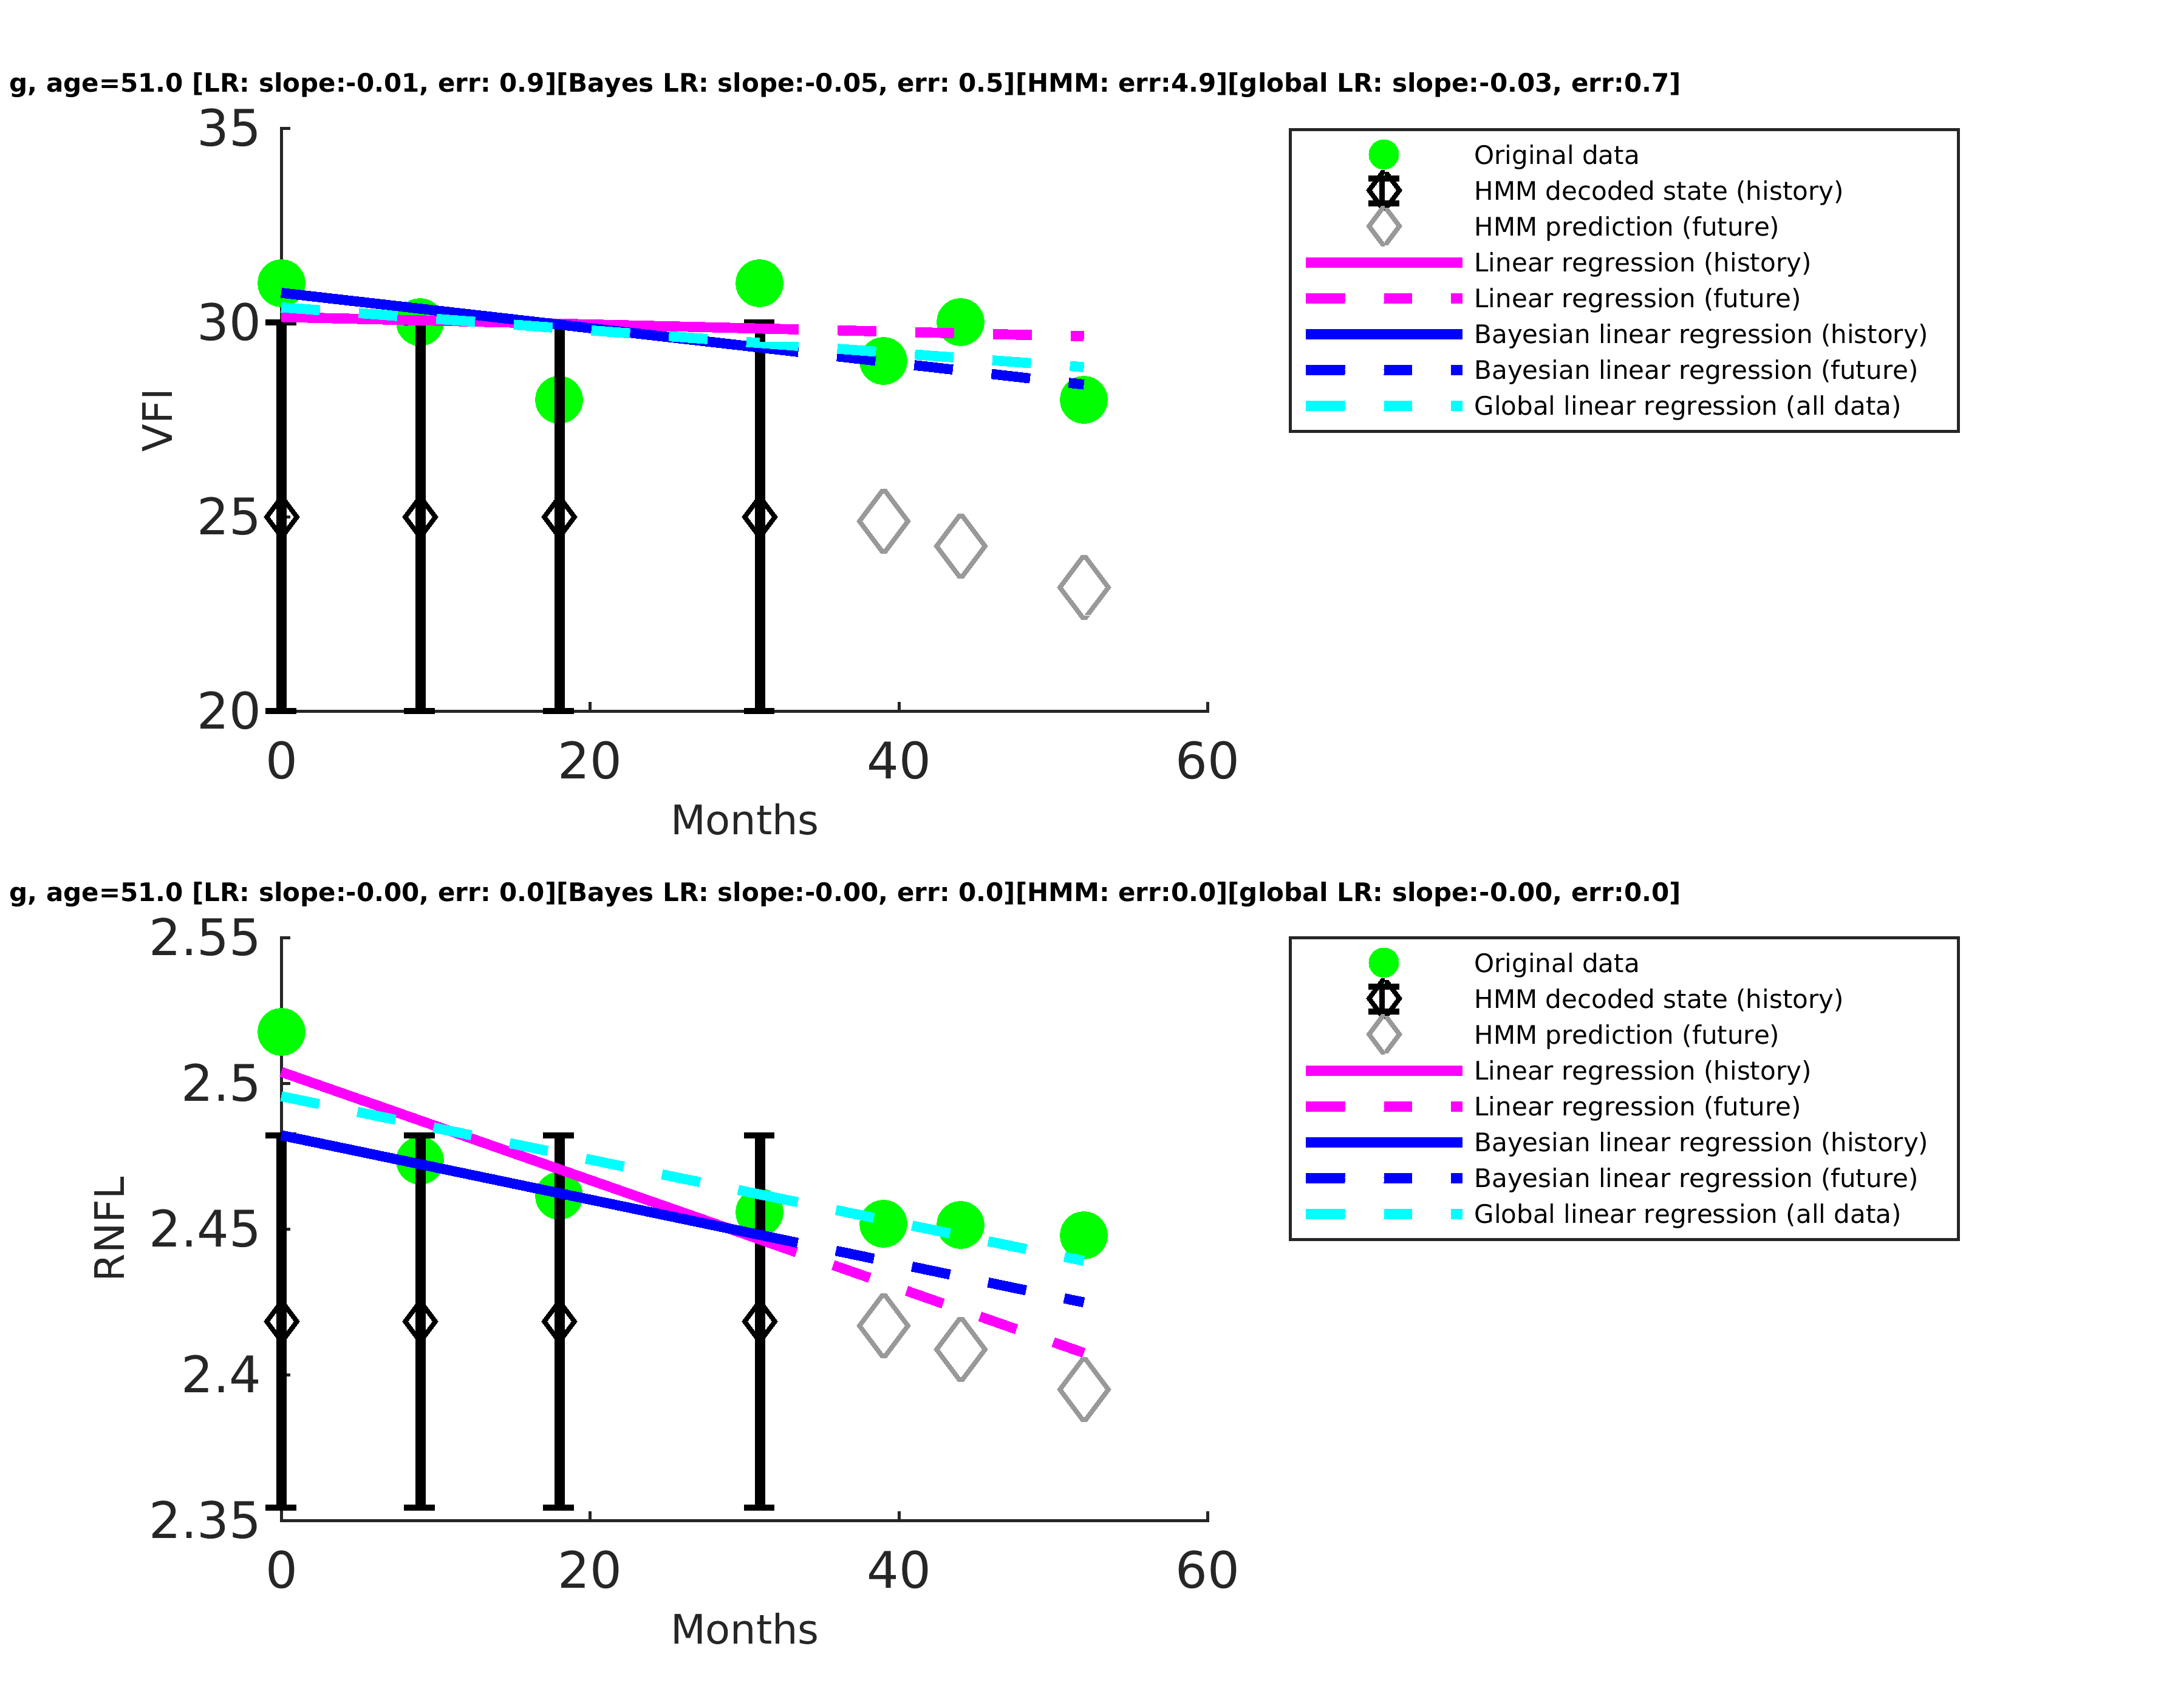 g, age=51.0 [LR: slope:-0.01, err: 0.9][Bayes LR: slope:-0.05, err: 0.5][HMM: err:4.9][global LR: slope:-0.03, err:0.7]
35
30
25
20
VFI
0 20 40 60
Months
Original data
HMM decoded state (history)
HMM prediction (future)
Linear regression (history)
Linear regression (future)
Bayesian linear regression (history)
Bayesian linear regression (future)
Global linear regression (all data)
g, age=51.0 [LR: slope:-0.00, err: 0.0][Bayes LR: slope:-0.00, err: 0.0][HMM: err:0.0][global LR: slope:-0.00, err:0.0]
2.55
2.5
2.45
2.4
2.35
RNFL
0 20 40 60
Months
Original data
HMM decoded state (history)
HMM prediction (future)
Linear regression (history)
Linear regression (future)
Bayesian linear regression (history)
Bayesian linear regression (future)
Global linear regression (all data)